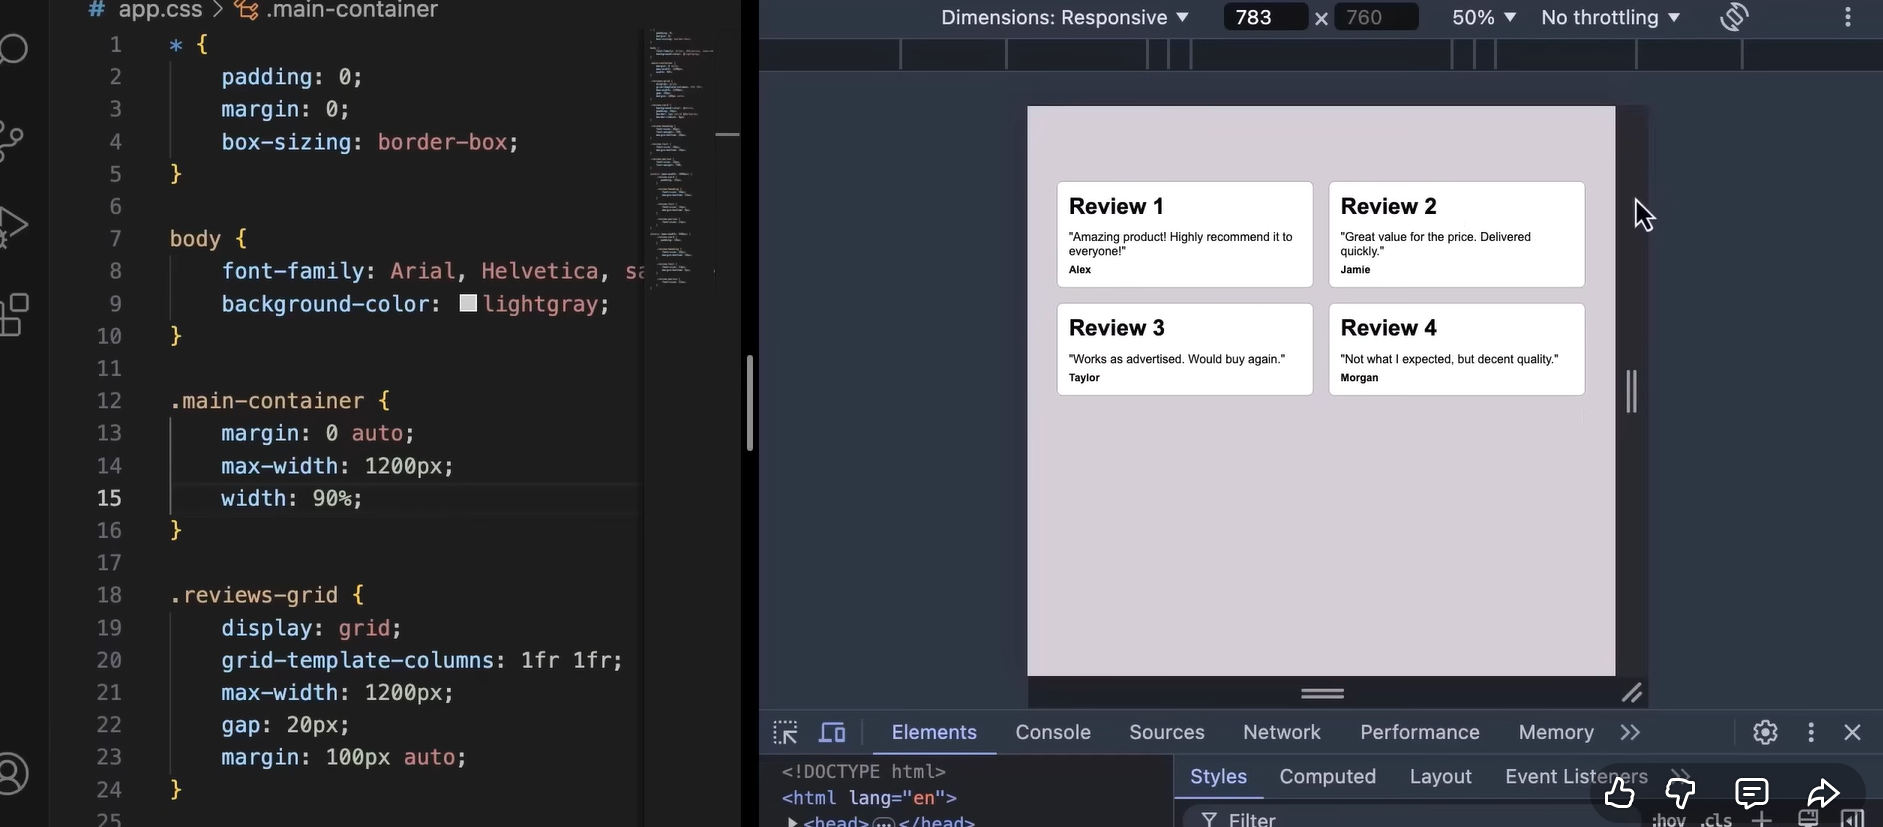 # app.css > .main-container
1 * {
2 padding: 0;
3 margin: 0;
4 box-sizing: border-box;
5 }
6
7 body {
8 font-family: Arial, Helvetica, sa
9 background-color: lightgray;
10 }
11
12 .main-container {
13 margin: 0 auto;
14 max-width: 1200px;
15 width: 90%;
16 }
17
18 .reviews-grid {
19 display: grid;
20 grid-template-columns: 1fr 1fr;
21 max-width: 1200px;
22 gap: 20px;
23 margin: 100px auto;
24 }
25
Dimensions: Responsive ▼ 783 x 760 50% ▼ No throttling ▼
Review 1
"Amazing product! Highly recommend it to
everyone!"
Alex
Review 2
"Great value for the price. Delivered
quickly."
Jamie
Review 3
"Works as advertised. Would buy again."
Taylor
Review 4
"Not what I expected, but decent quality."
Morgan
Elements Console Sources Network Performance Memory >>
<!DOCTYPE html>
<html lang="en">
▶ <head> … </head>
Styles Computed Layout Event Listeners >>
Filter :hov .cls +